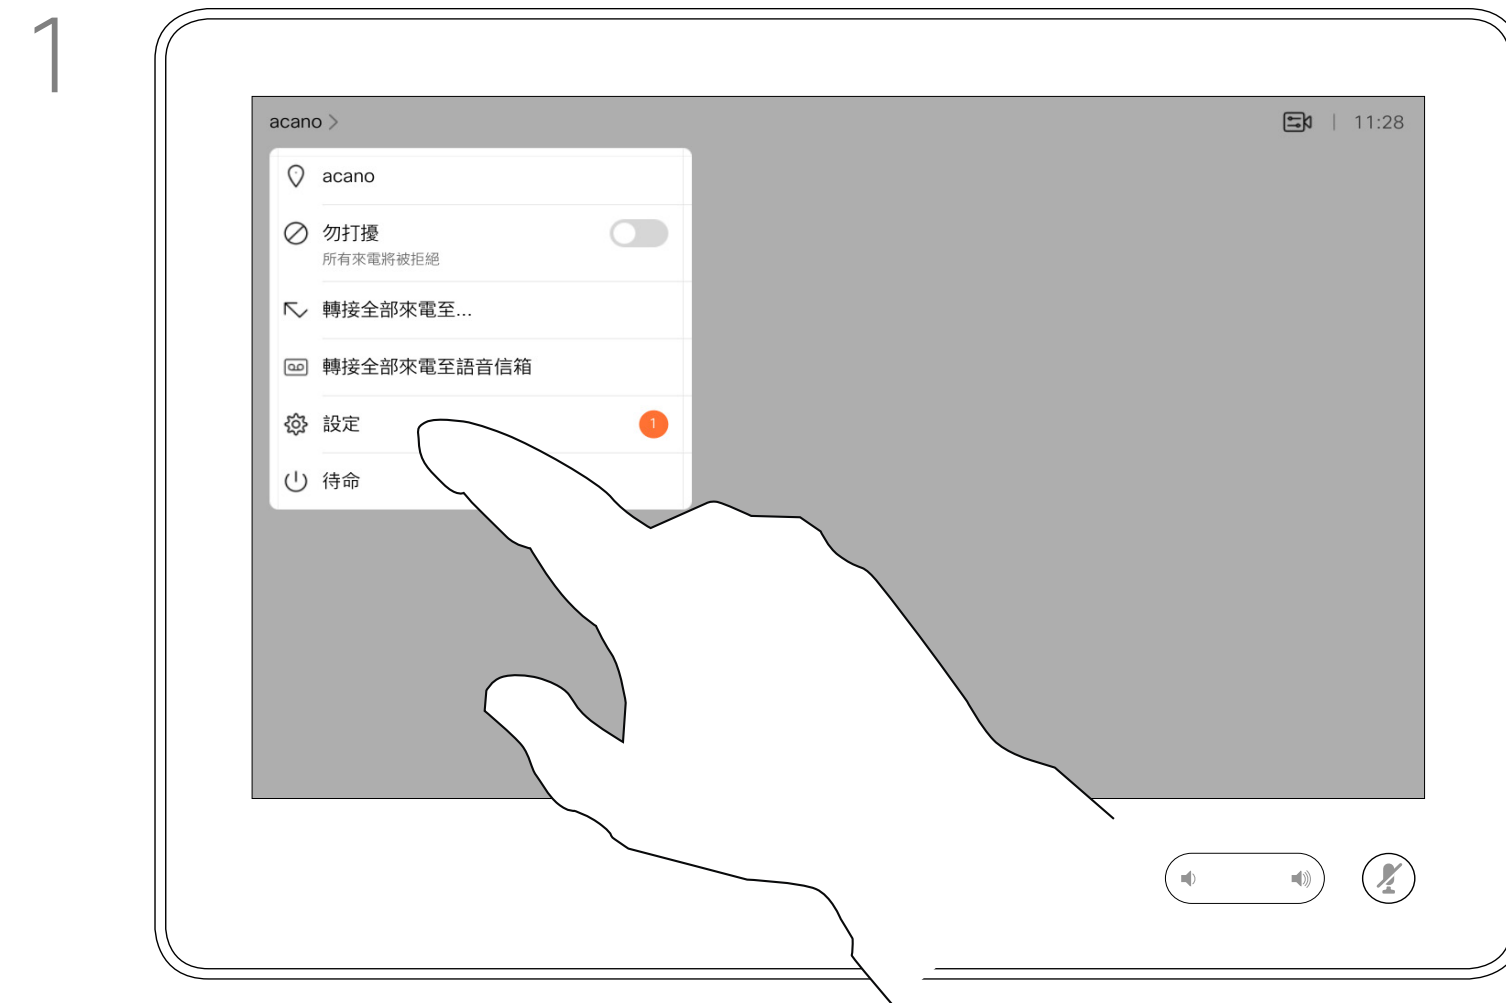 1
acano >
11:28
acano
勿打擾
所有來電將被拒絕
轉接全部來電至...
轉接全部來電至語音信箱
設定
1
待命